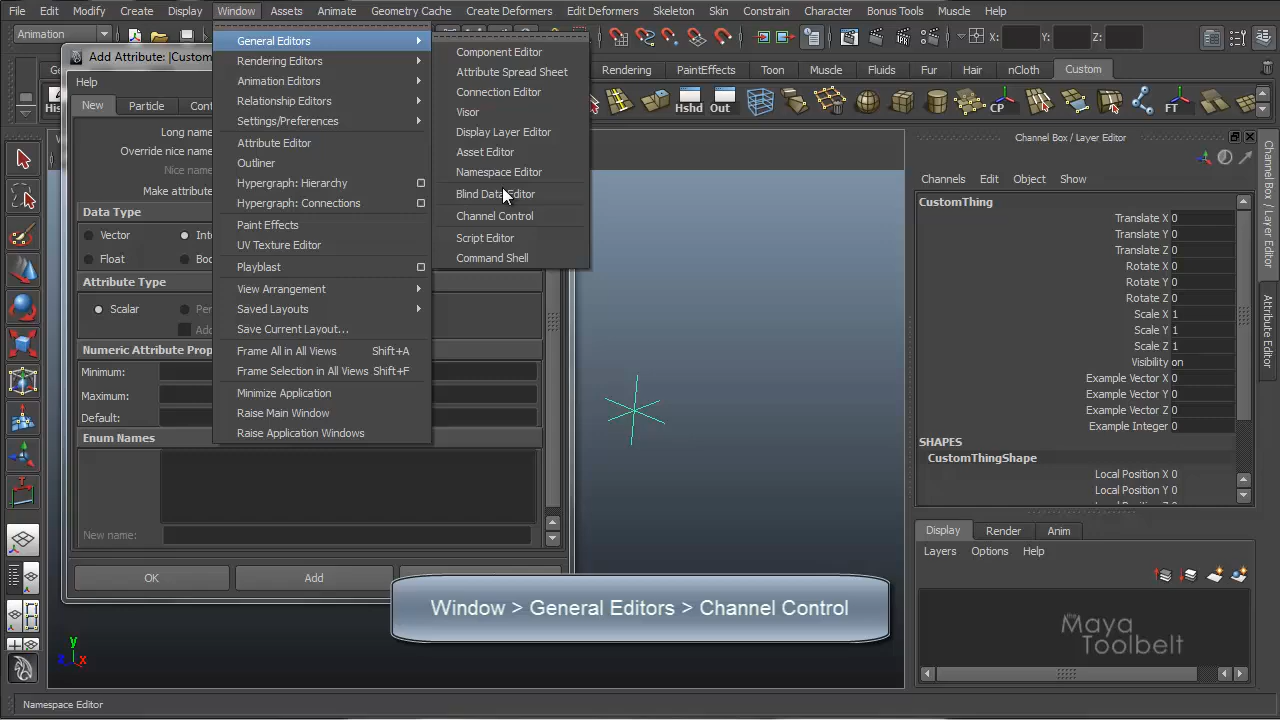 File Edit Modify Create Display Window Assets Animate Geometry Cache Create Deformers Edit Deformers Skeleton Skin Constrain Character Bonus Tools Muscle Help
Animation
X:
Y:
Z:
Add Attribute: |Custom
Help
New
Particle
Long name
Override nice name
Nice name
Make attribute
Data Type
Vector
Float
Attribute Type
Scalar
Numeric Attribute Prop
Minimum:
Maximum:
Default:
Enum Names
New name:
OK
Add
General Editors
Rendering Editors
Animation Editors
Relationship Editors
Settings/Preferences
Attribute Editor
Outliner
Hypergraph: Hierarchy
Hypergraph: Connections
Paint Effects
UV Texture Editor
Playblast
View Arrangement
Saved Layouts
Save Current Layout...
Frame All in All Views Shift+A
Frame Selection in All Views Shift+F
Minimize Application
Raise Main Window
Raise Application Windows
Component Editor
Attribute Spread Sheet
Connection Editor
Visor
Display Layer Editor
Asset Editor
Namespace Editor
Blind Data Editor
Channel Control
Script Editor
Command Shell
Rendering PaintEffects Toon Muscle Fluids Fur Hair nCloth Custom
Hshd Out CP FT
Channel Box / Layer Editor
Channels Edit Object Show
CustomThing
Translate X 0
Translate Y 0
Translate Z 0
Rotate X 0
Rotate Y 0
Rotate Z 0
Scale X 1
Scale Y 1
Scale Z 1
Visibility on
Example Vector X 0
Example Vector Y 0
Example Vector Z 0
Example Integer 0
SHAPES
CustomThingShape
Local Position X 0
Local Position Y 0
Channel Box / Layer Editor
Attribute Editor
Display Render Anim
Layers Options Help
the
Maya
Toolbelt
Window > General Editors > Channel Control
y
z x
Namespace Editor